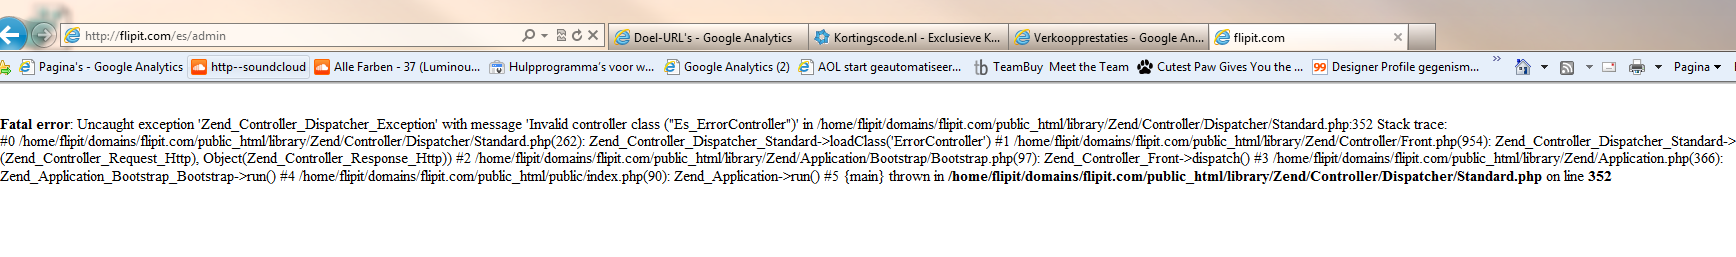 http://flipit.com/es/admin
Doel-URL's - Google Analytics
Kortingscode.nl - Exclusieve K...
Verkoopprestaties - Google An...
flipit.com
Pagina's - Google Analytics
http--soundcloud
Alle Farben - 37 (Luminou...
Hulpprogramma's voor w...
Google Analytics (2)
AOL start geautomatiseer...
TeamBuy Meet the Team
Cutest Paw Gives You the ...
99 Designer Profile gegenism...
Pagina
Fatal error: Uncaught exception 'Zend_Controller_Dispatcher_Exception' with message 'Invalid controller class ("Es_ErrorController")' in /home/flipit/domains/flipit.com/public_html/library/Zend/Controller/Dispatcher/Standard.php:352 Stack trace:
#0 /home/flipit/domains/flipit.com/public_html/library/Zend/Controller/Dispatcher/Standard.php(262): Zend_Controller_Dispatcher_Standard->loadClass('ErrorController') #1 /home/flipit/domains/flipit.com/public_html/library/Zend/Controller/Front.php(954): Zend_Controller_Dispatcher_Standard->
(Zend_Controller_Request_Http), Object(Zend_Controller_Response_Http)) #2 /home/flipit/domains/flipit.com/public_html/library/Zend/Application/Bootstrap/Bootstrap.php(97): Zend_Controller_Front->dispatch() #3 /home/flipit/domains/flipit.com/public_html/library/Zend/Application.php(366):
Zend_Application_Bootstrap_Bootstrap->run() #4 /home/flipit/domains/flipit.com/public_html/public/index.php(90): Zend_Application->run() #5 {main} thrown in /home/flipit/domains/flipit.com/public_html/library/Zend/Controller/Dispatcher/Standard.php on line 352